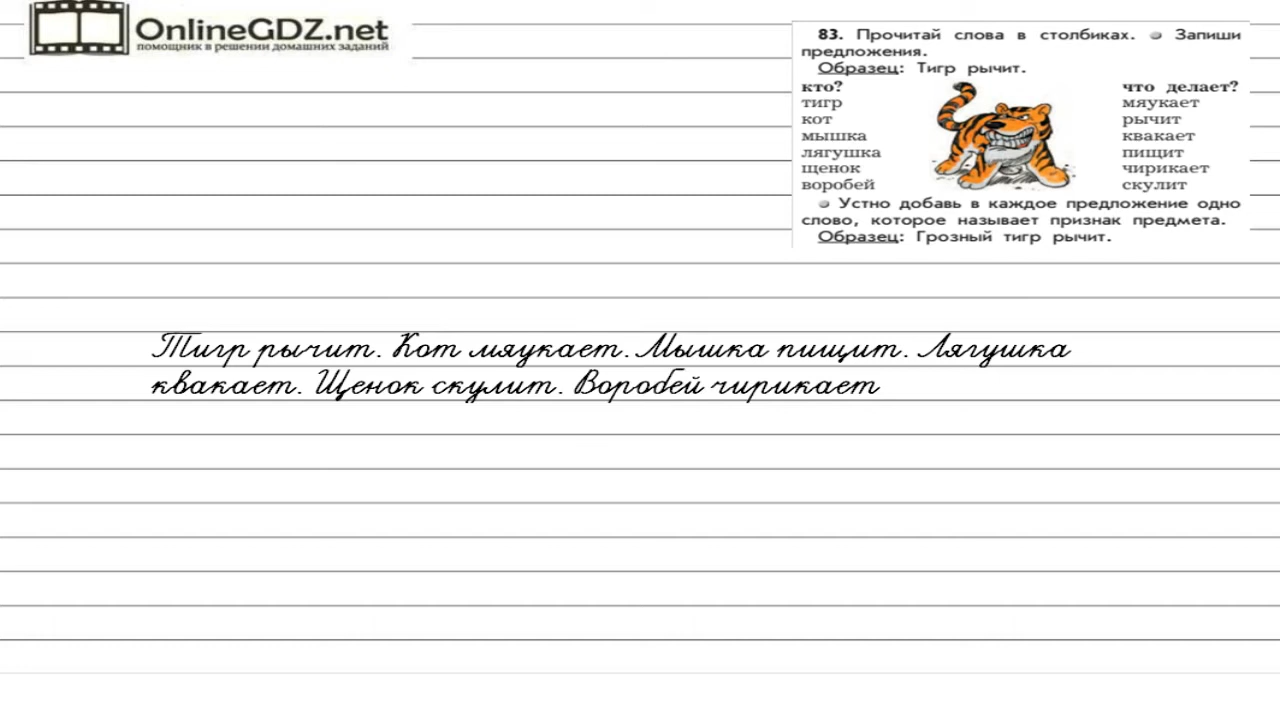 OnlineGDZ.net
помощник в решении домашних заданий
83. Прочитай слова в столбиках. Запиши
предложения.
Образец: Тигр рычит.
кто? что делает?
тигр мяукает
кот рычит
мышка квакает
лягушка пищит
щенок чирикает
воробей скулит
Устно добавь в каждое предложение одно
слово, которое называет признак предмета.
Образец: Грозный тигр рычит.
Тигр рычит. Кот мяукает. Мышка пищит. Лягушка
квакает. Щенок скулит. Воробей чирикает